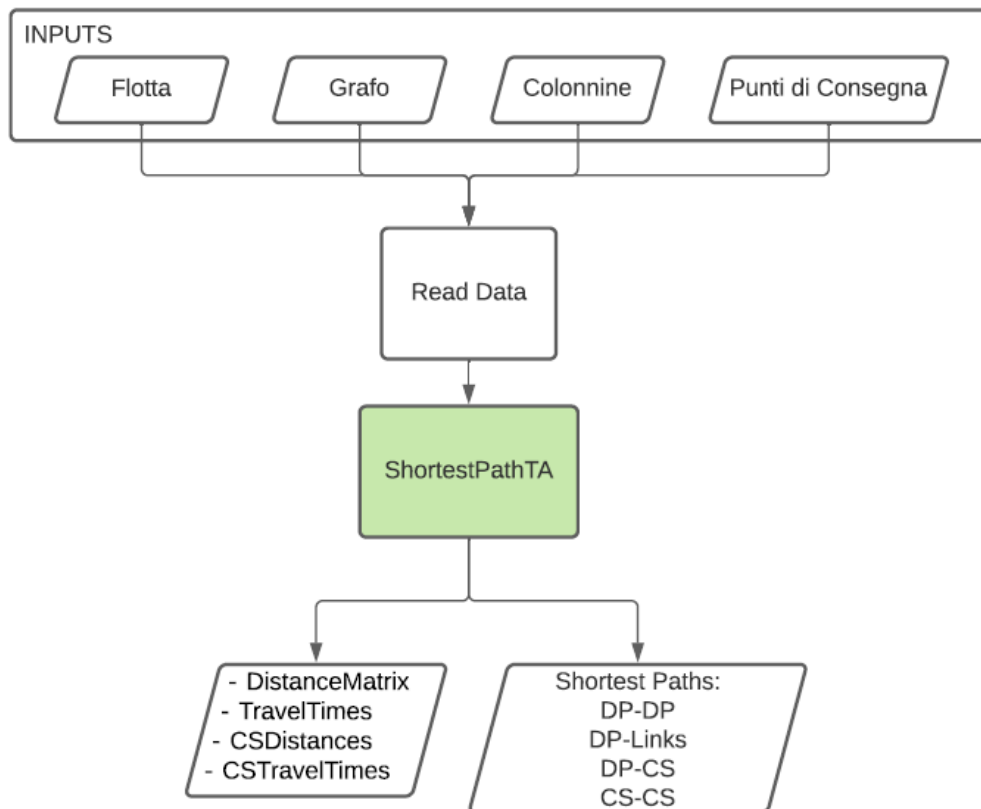 INPUTS
Flotta
Grafo
Colonnine
Punti di Consegna
Read Data
ShortestPathTA
- DistanceMatrix
- TravelTimes
- CSDistances
- CSTravelTimes
Shortest Paths:
DP-DP
DP-Links
DP-CS
CS-CS